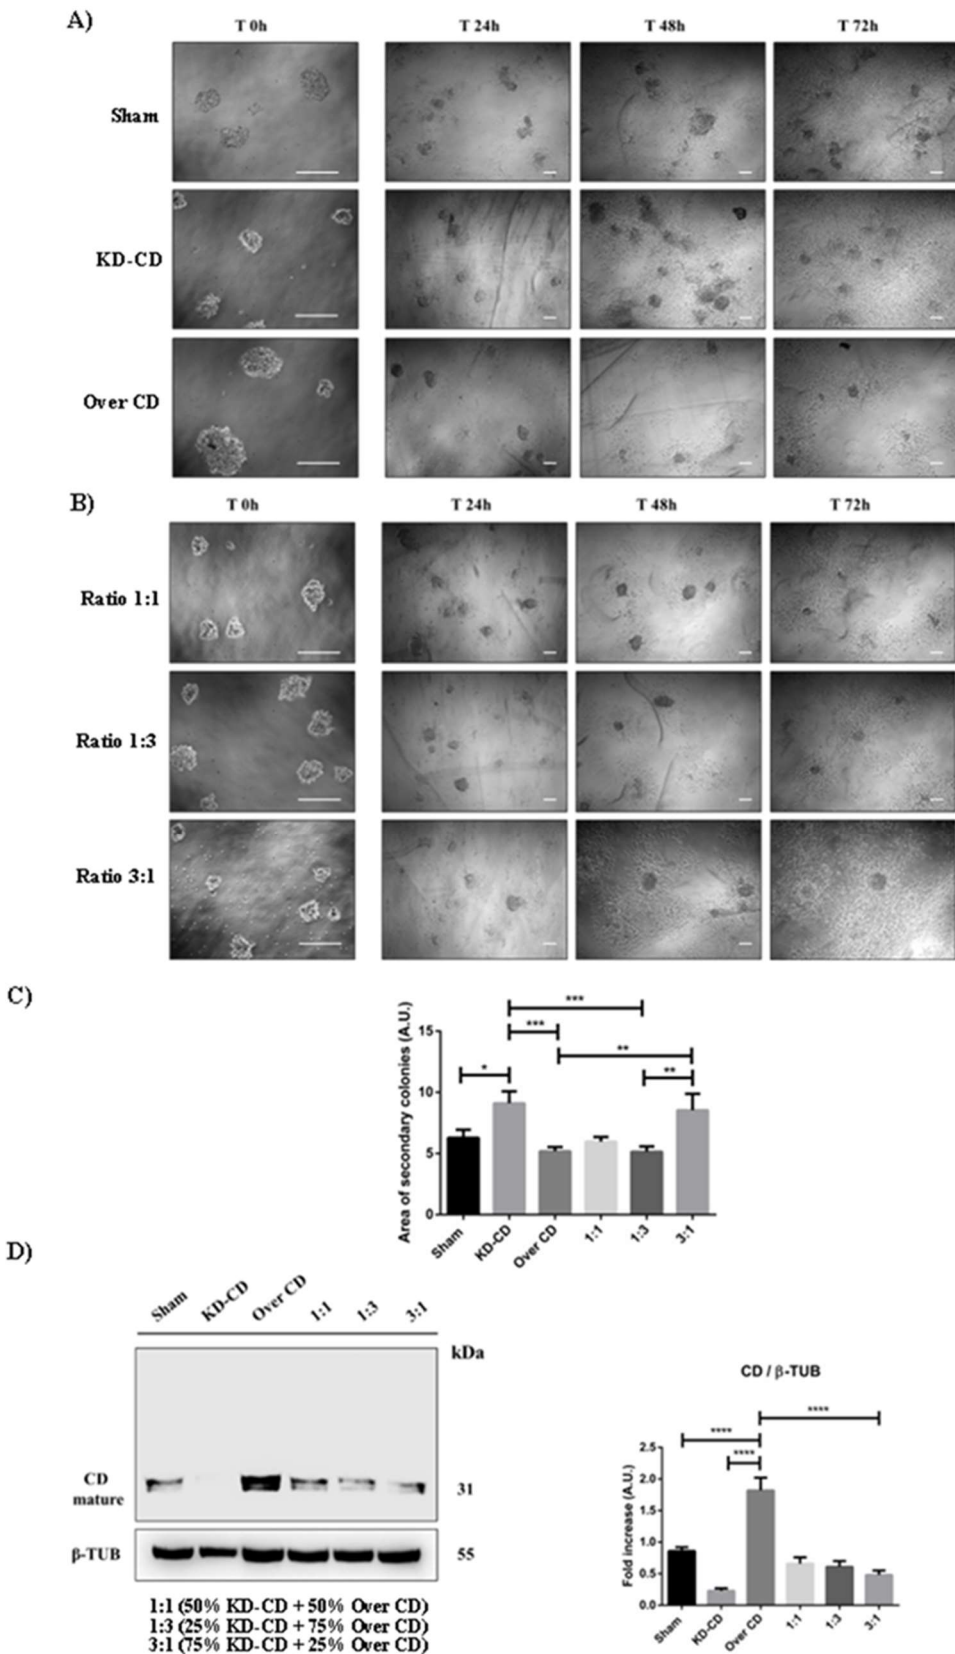 A)
T 0h T 24h T 48h T 72h
Sham
KD-CD
Over CD
B)
T 0h T 24h T 48h T 72h
Ratio 1:1
Ratio 1:3
Ratio 3:1
C)
Area of secondary colonies (A.U.)
15
10
5
0
***
***
**
*
**
Sham KD-CD Over CD 1:1 1:3 3:1
D)
Sham KD-CD Over CD 1:1 1:3 3:1
kDa
CD
mature
31
β-TUB
55
1:1 (50% KD-CD + 50% Over CD)
1:3 (25% KD-CD + 75% Over CD)
3:1 (75% KD-CD + 25% Over CD)
CD / β-TUB
Fold increase (A.U.)
2.5
2.0
1.5
1.0
0.5
0.0
****
****
****
Sham KD-CD Over CD 1:1 1:3 3:1